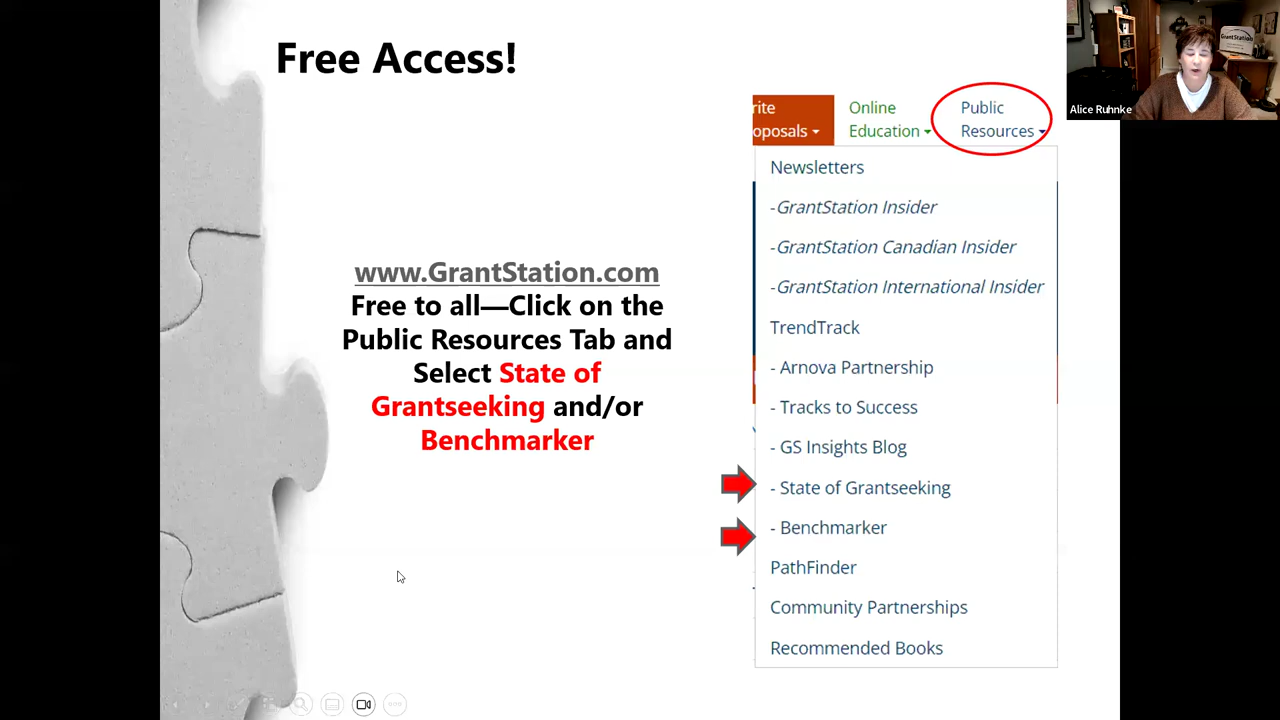 Free Access!
Alice Ruhnke
GrantStation
rite
oposals
Online
Education
Public
Resources
www.GrantStation.com
Free to all—Click on the
Public Resources Tab and
Select State of
Grantseeking and/or
Benchmarker
Newsletters
-GrantStation Insider
-GrantStation Canadian Insider
-GrantStation International Insider
TrendTrack
- Arnova Partnership
- Tracks to Success
- GS Insights Blog
- State of Grantseeking
- Benchmarker
PathFinder
Community Partnerships
Recommended Books